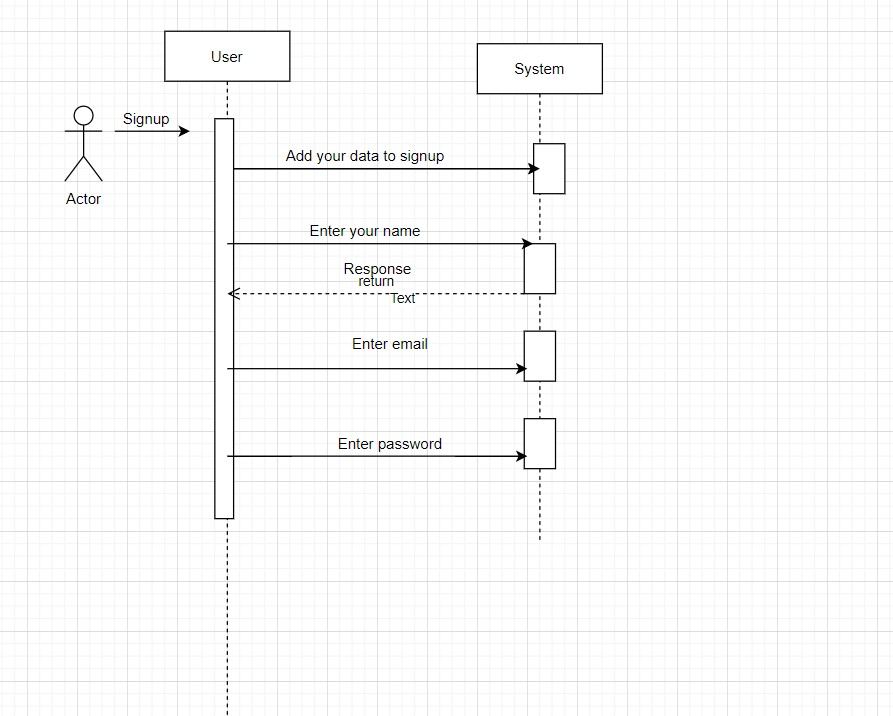 User
System
Signup
Actor
Add your data to signup
Enter your name
Response
return
Text
Enter email
Enter password